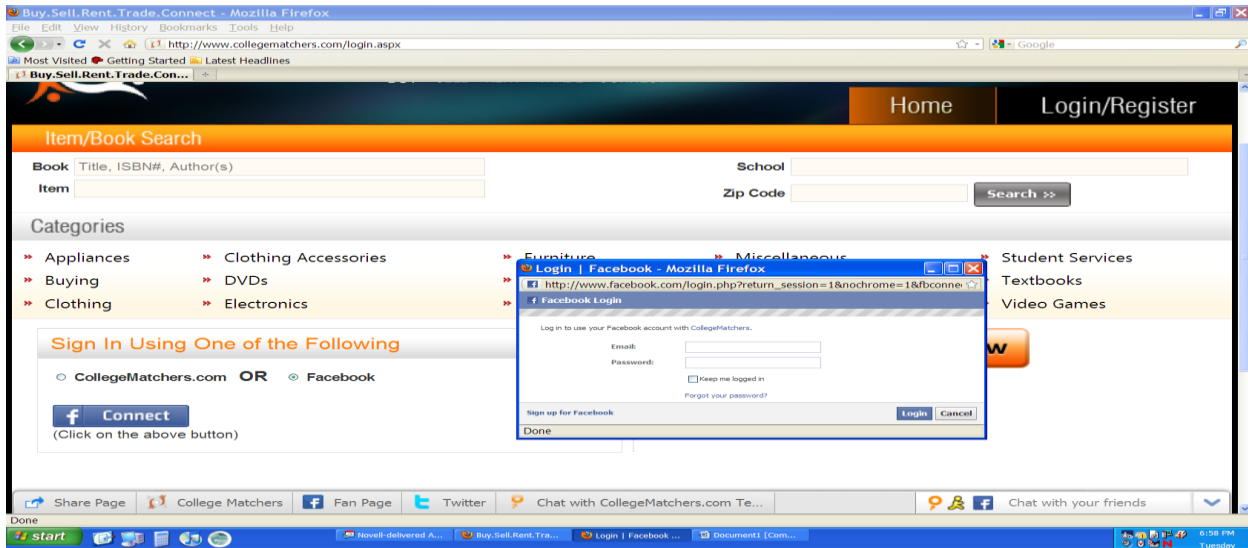 Buy.Sell.Rent.Trade.Connect - Mozilla Firefox
File Edit View History Bookmarks Tools Help
http://www.collegematchers.com/login.aspx
Google
Most Visited Getting Started Latest Headlines
Buy.Sell.Rent.Trade.Con...
Home Login/Register
Item/Book Search
Book Title, ISBN#, Author(s) School
Item Zip Code Search >>
Categories
Appliances Clothing Accessories Furniture Miscellaneous Student Services
Buying DVDs Textbooks
Clothing Electronics Video Games
Login | Facebook - Mozilla Firefox
http://www.facebook.com/login.php?return_session=1&nochrome=1&fbconne
Facebook Login
Log in to use your Facebook account with CollegeMatchers.
Email:
Password:
Keep me logged in
Forgot your password?
Sign up for Facebook Login Cancel
Done
Sign In Using One of the Following
CollegeMatchers.com OR Facebook
f Connect
(Click on the above button)
w
Share Page College Matchers Fan Page Twitter Chat with CollegeMatchers.com Te... Chat with your friends
Done
start Novell-delivered A... Buy.Sell.Rent.Tra... Login | Facebook ... Document1 [Com... 6:58 PM
Tuesday